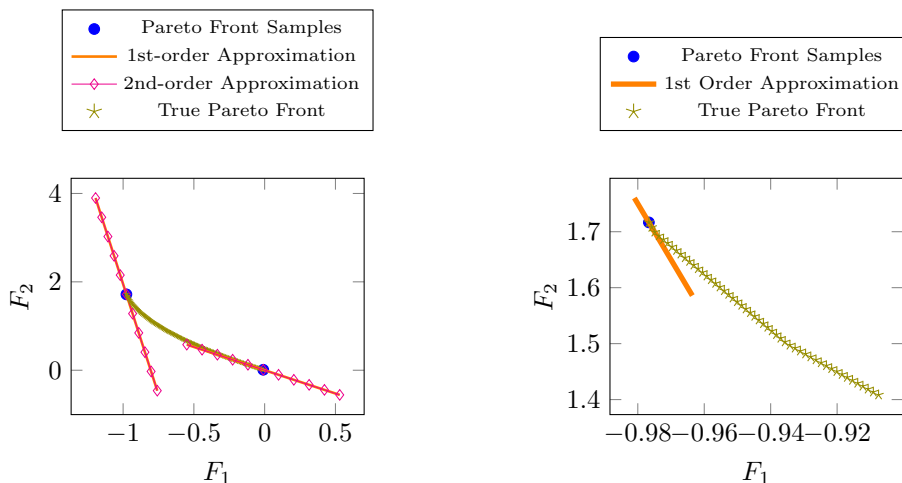 Pareto Front Samples
1st-order Approximation
2nd-order Approximation
True Pareto Front
4
2
0
−1
−0.5
0
0.5
F2
F1
Pareto Front Samples
1st Order Approximation
True Pareto Front
1.7
1.6
1.5
1.4
−0.98
−0.96
−0.94
−0.92
F2
F1